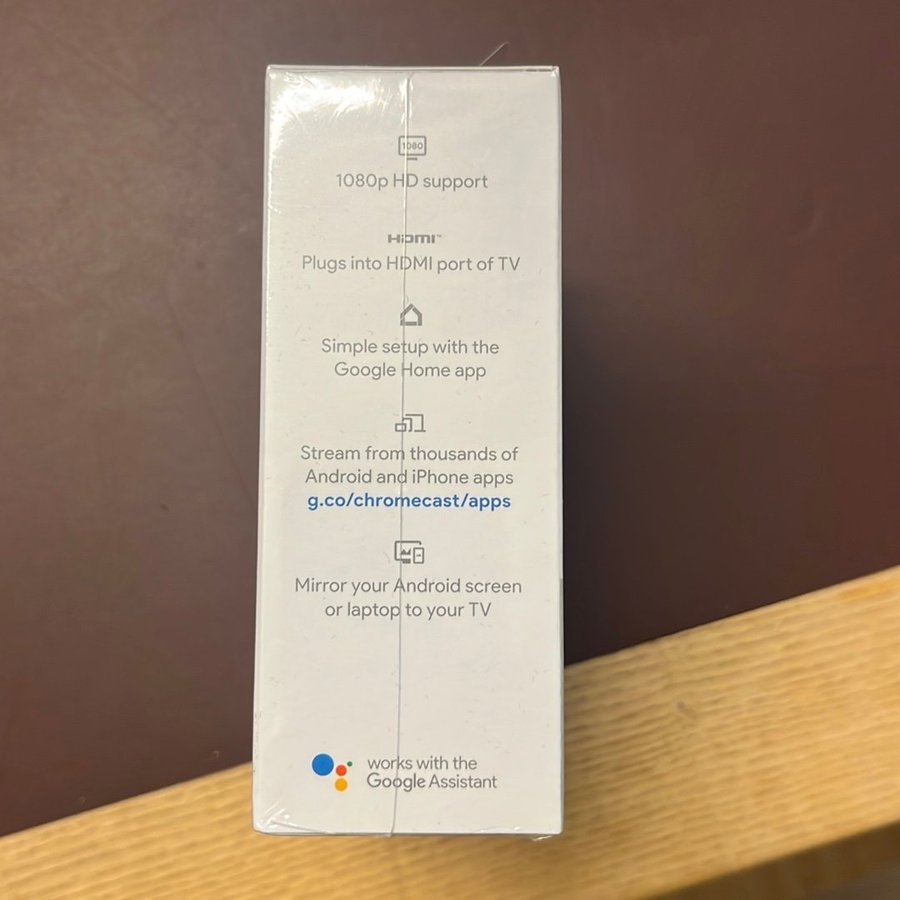 1080
1080p HD support
HDMI™
Plugs into HDMI port of TV
Simple setup with the
Google Home app
Stream from thousands of
Android and iPhone apps
g.co/chromecast/apps
Mirror your Android screen
or laptop to your TV
works with the
Google Assistant